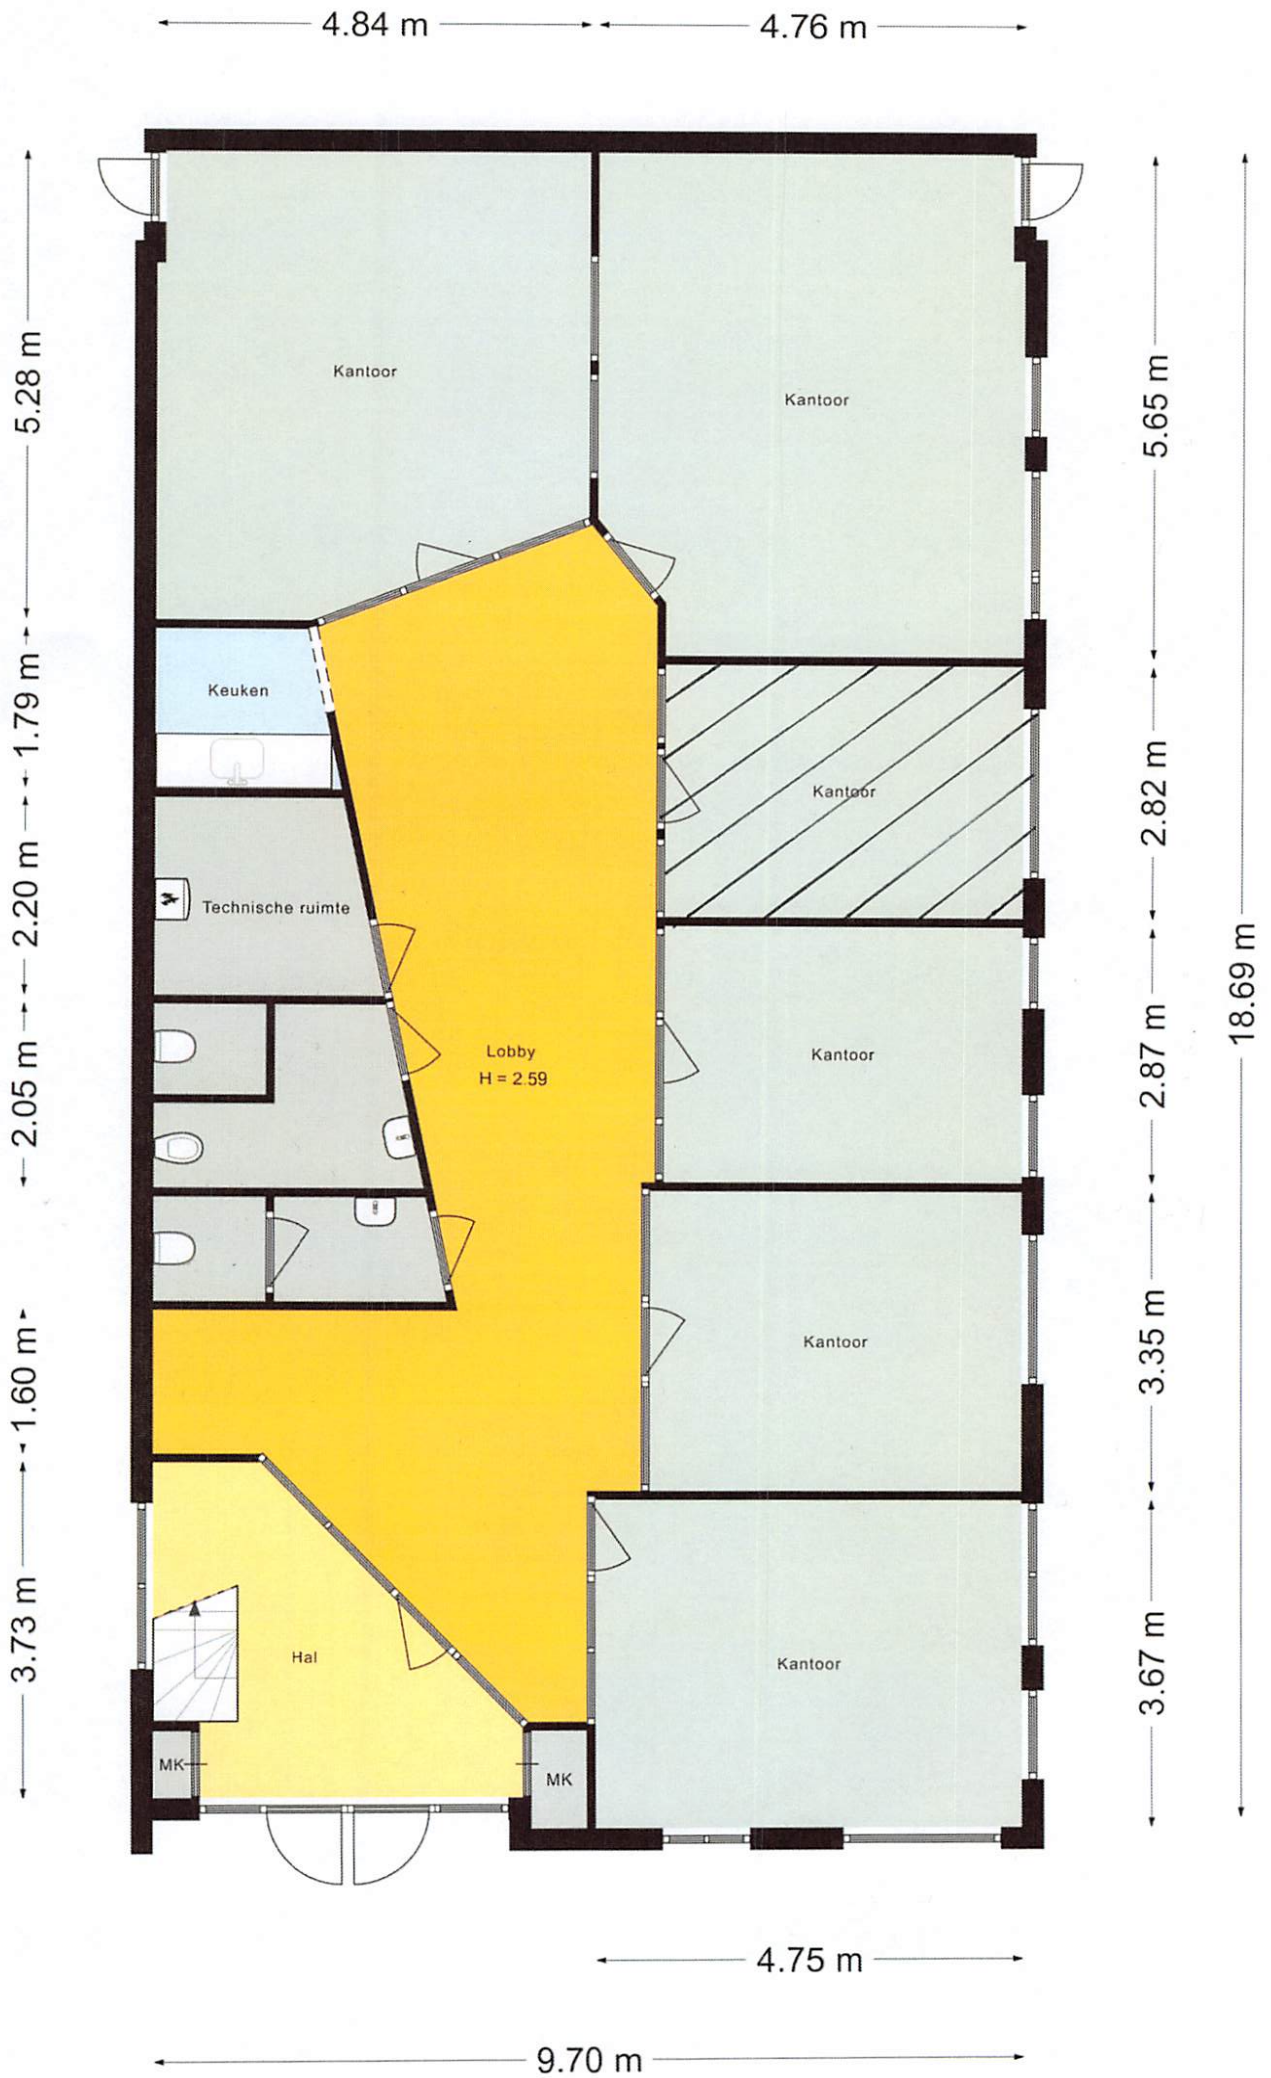 4.84 m
4.76 m
5.28 m
1.79 m
2.20 m
2.05 m
1.60 m
3.73 m
Kantoor
Kantoor
Keuken
Kantoor
Technische ruimte
Lobby
H = 2.59
Kantoor
Kantoor
Hal
Kantoor
MK
MK
5.65 m
2.82 m
2.87 m
3.35 m
3.67 m
18.69 m
4.75 m
9.70 m